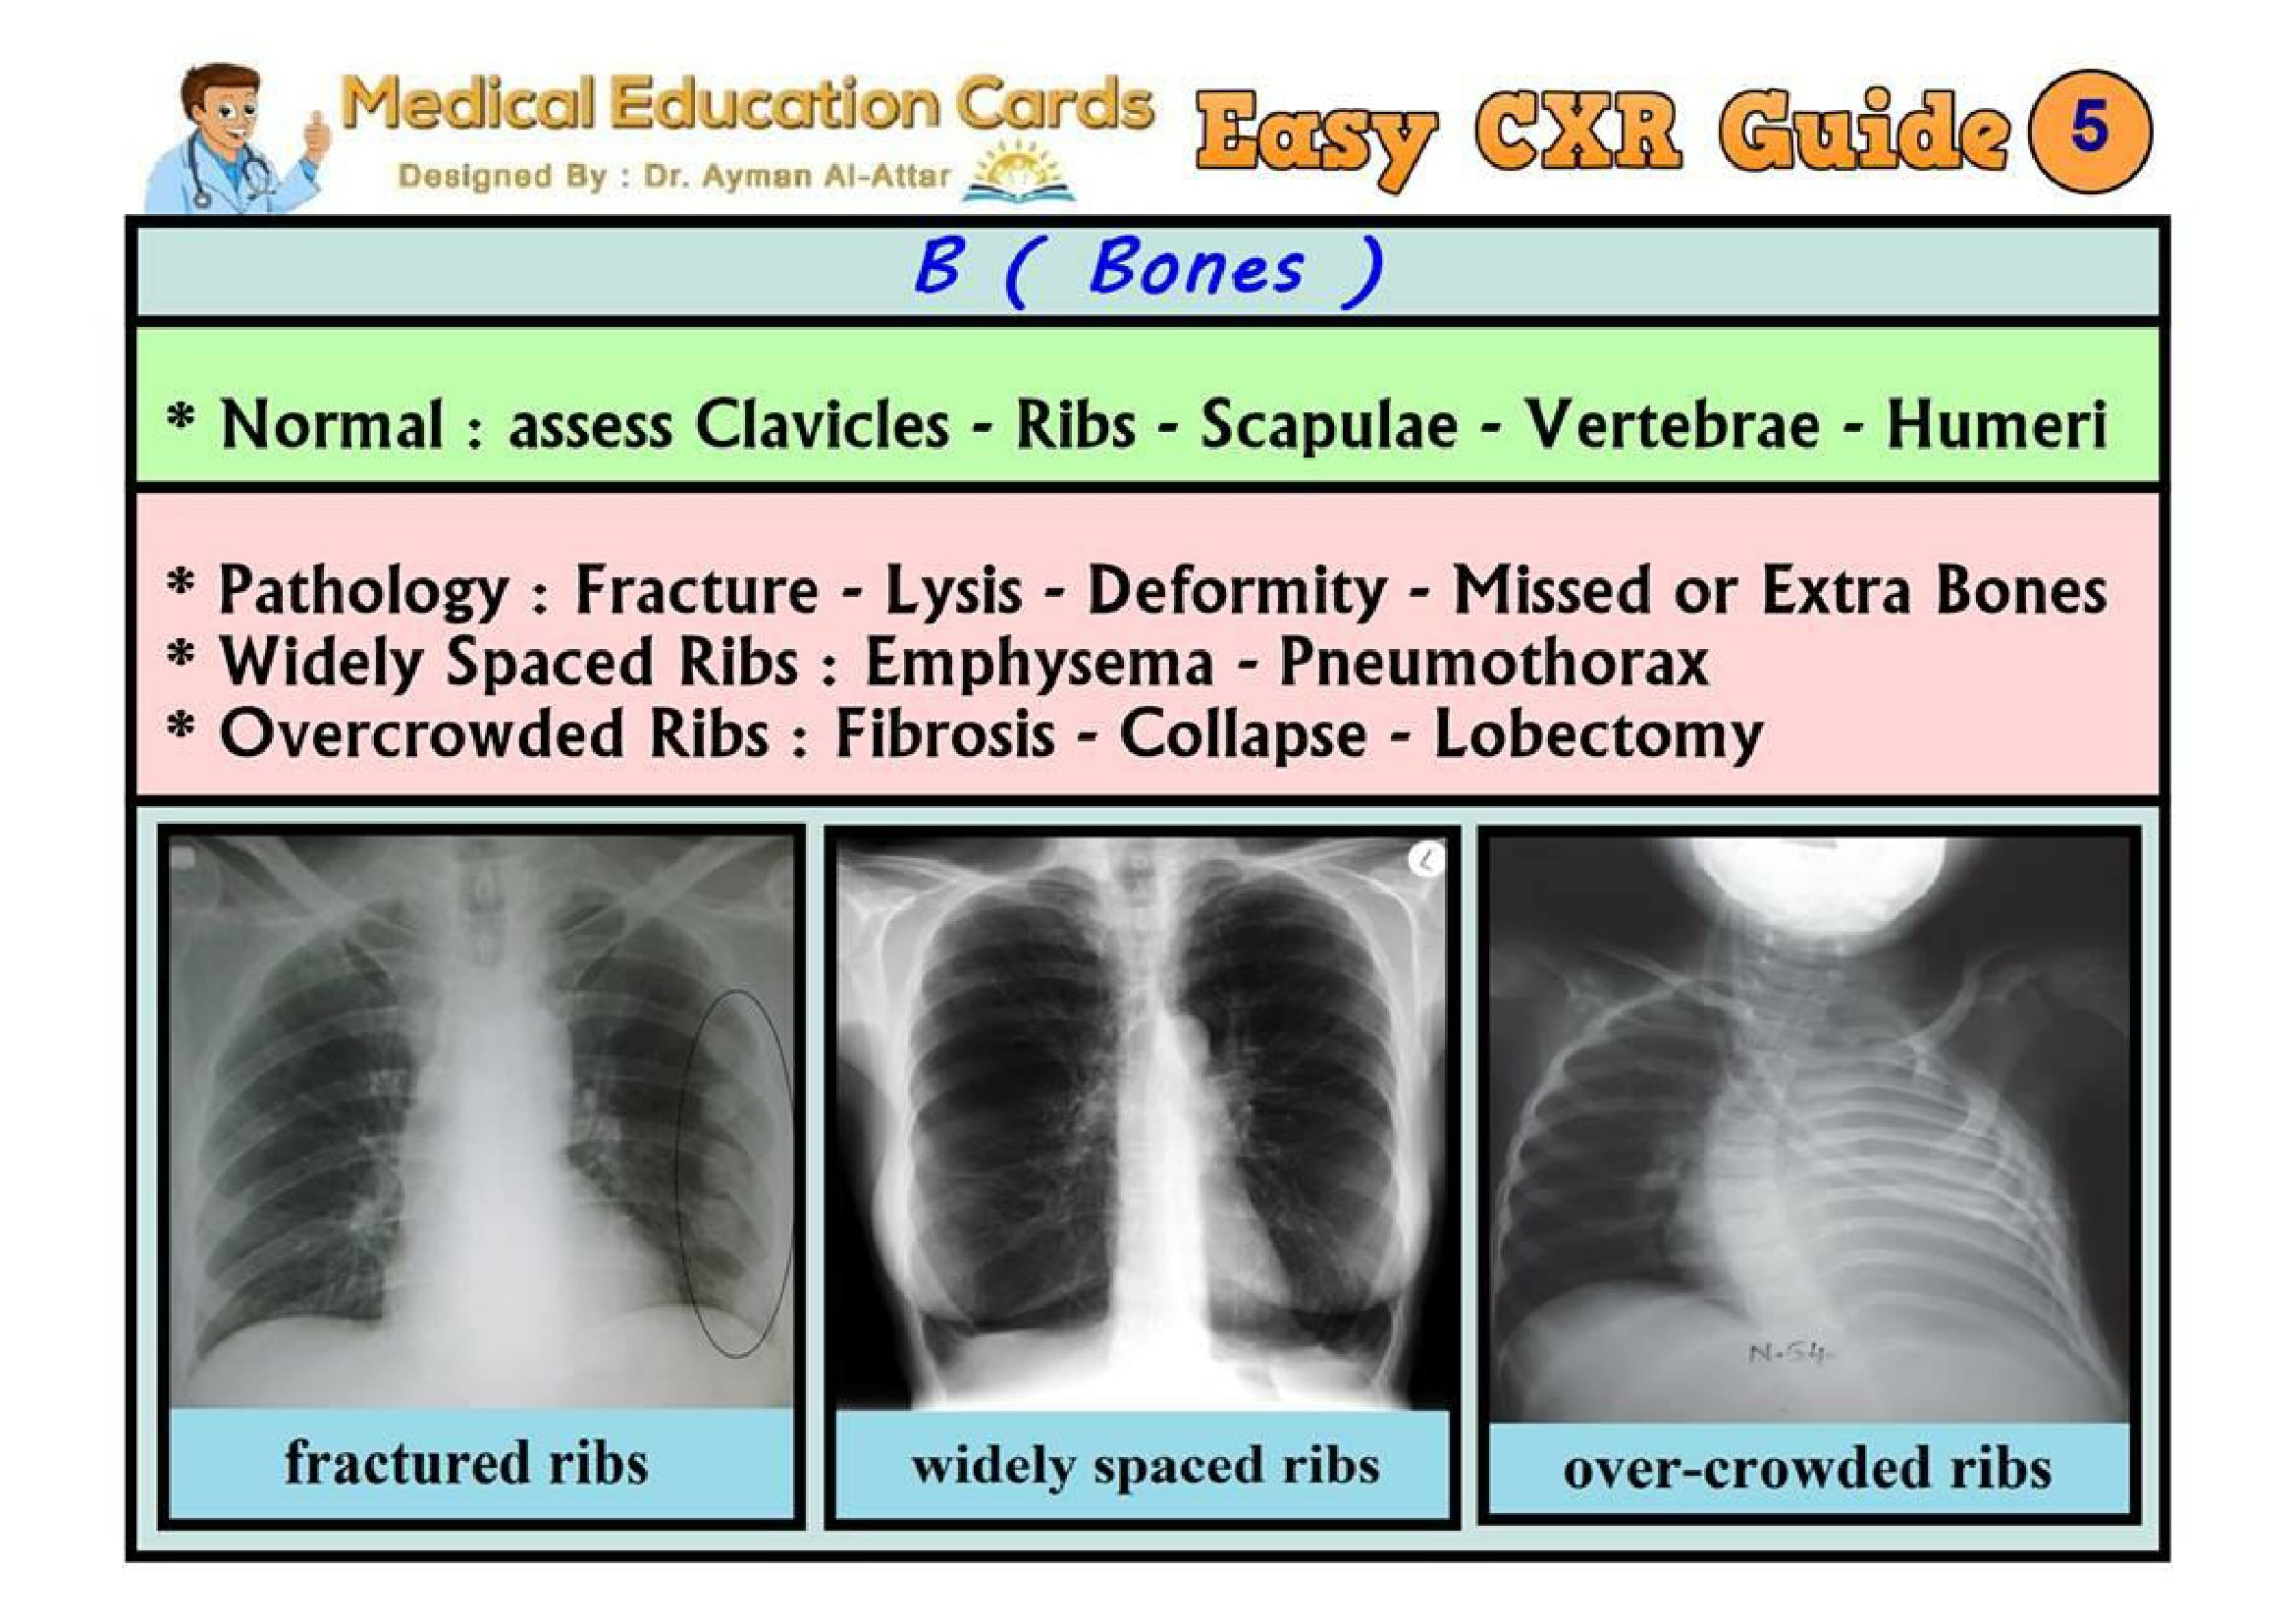 Medical Education Cards
Designed By : Dr. Ayman Al-Attar
Easy CXR Guide 5
B ( Bones )
* Normal : assess Clavicles - Ribs - Scapulae - Vertebrae - Humeri
* Pathology : Fracture - Lysis - Deformity - Missed or Extra Bones
* Widely Spaced Ribs : Emphysema - Pneumothorax
* Overcrowded Ribs : Fibrosis - Collapse - Lobectomy
L
fractured ribs
widely spaced ribs
over-crowded ribs